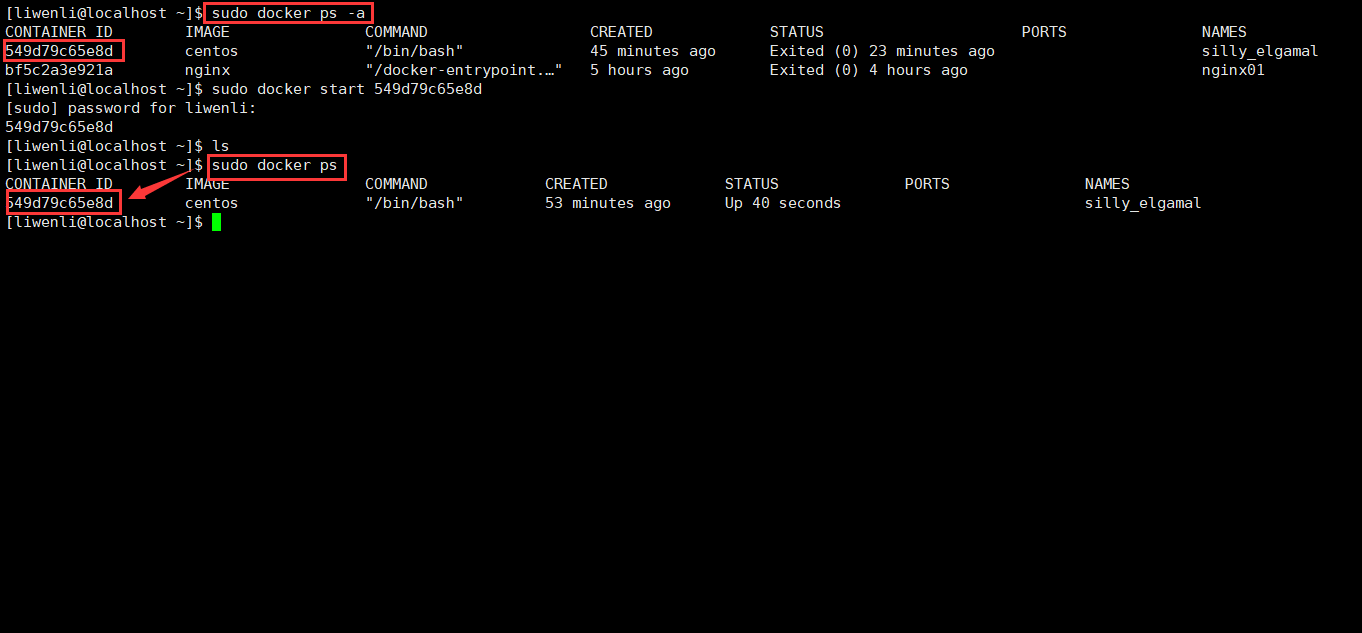 [liwenli@localhost ~]$ sudo docker ps -a
CONTAINER ID        IMAGE               COMMAND                  CREATED             STATUS                      PORTS               NAMES
549d79c65e8d        centos              "/bin/bash"              45 minutes ago      Exited (0) 23 minutes ago                       silly_elgamal
bf5c2a3e921a        nginx               "/docker-entrypoint.…"   5 hours ago         Exited (0) 4 hours ago                          nginx01
[liwenli@localhost ~]$ sudo docker start 549d79c65e8d
[sudo] password for liwenli:
549d79c65e8d
[liwenli@localhost ~]$ ls
[liwenli@localhost ~]$ sudo docker ps
CONTAINER ID        IMAGE               COMMAND             CREATED             STATUS              PORTS               NAMES
549d79c65e8d        centos              "/bin/bash"         53 minutes ago      Up 40 seconds                           silly_elgamal
[liwenli@localhost ~]$